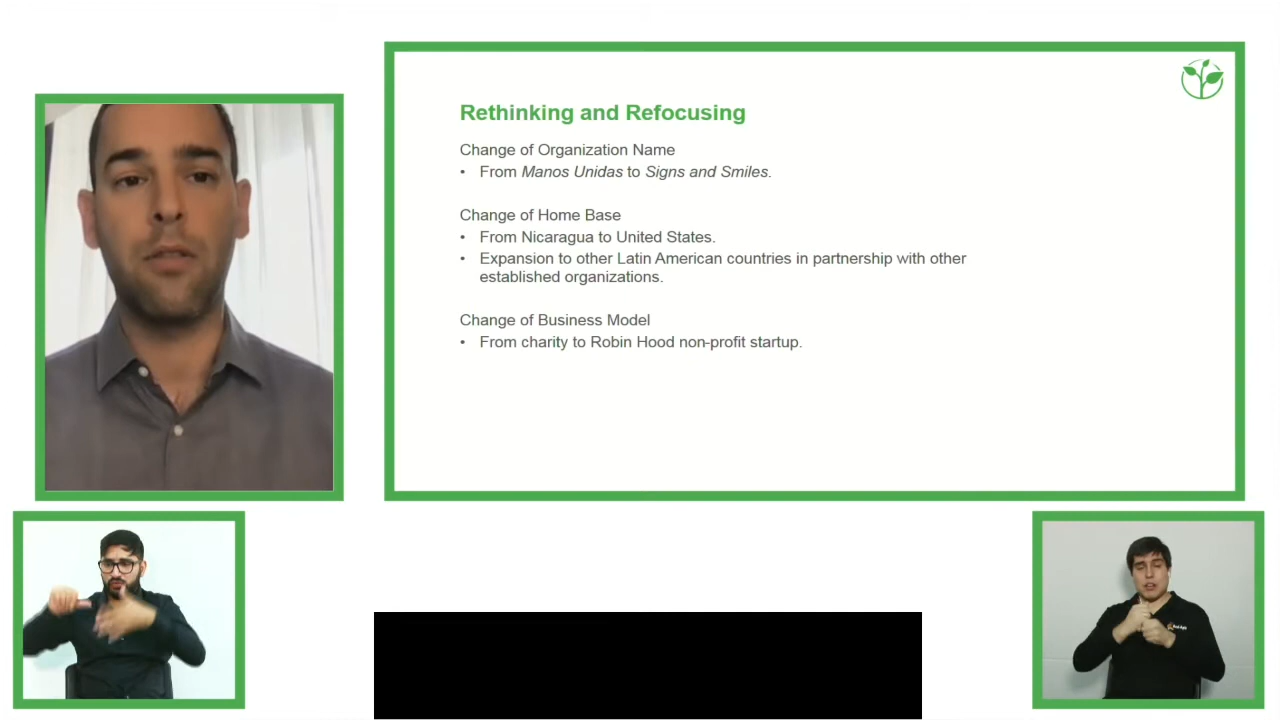 Rethinking and Refocusing
Change of Organization Name
• From Manos Unidas to Signs and Smiles.
Change of Home Base
• From Nicaragua to United States.
• Expansion to other Latin American countries in partnership with other
established organizations.
Change of Business Model
• From charity to Robin Hood non-profit startup.